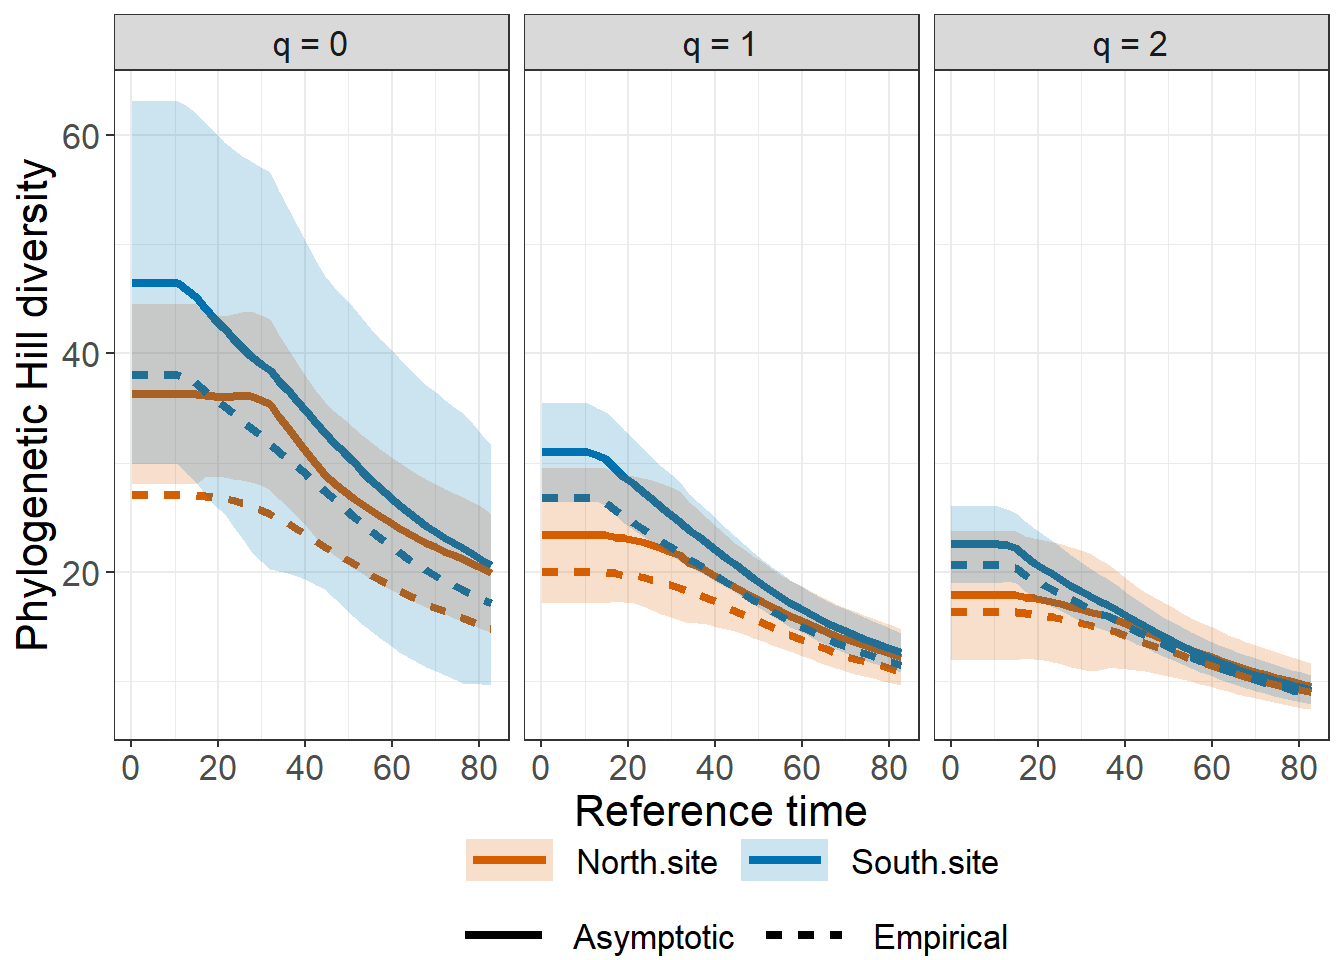 q = 0 q = 1 q = 2
Phylogenetic Hill diversity
60
40
20
0 20 40 60 80 0 20 40 60 80 0 20 40 60 80
Reference time
North.site South.site
Asymptotic Empirical